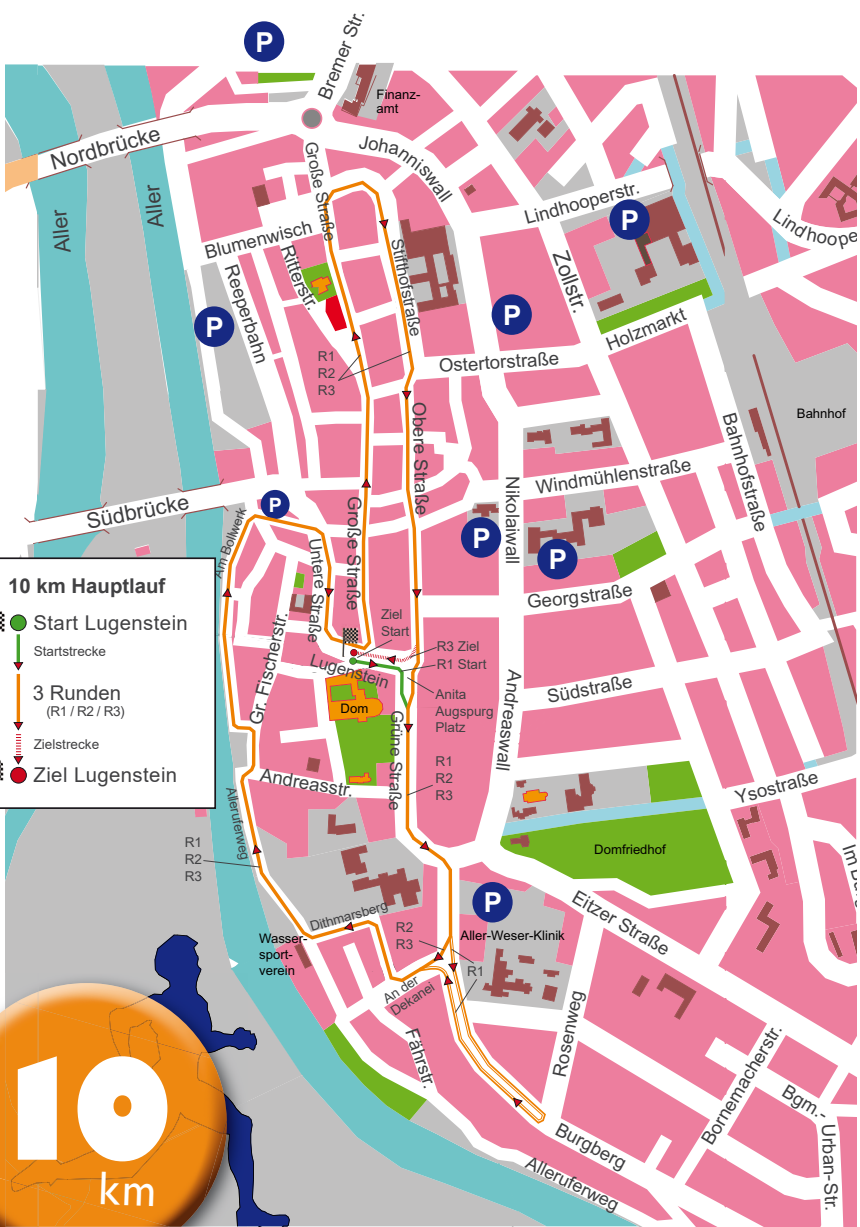 P
Bremer Str.
Finanz-
amt
Nordbrücke
Johanniswall
Große Straße
Lindhooperstr.
P
Lindhoope
Aller
Aller
Blumenwisch
Ritterstr.
Stifthofstraße
Zollstr.
Reeperbahn
P
P
Holzmarkt
R1
R2
R3
Ostertorstraße
Obere Straße
Bahnhof
Bahnhofstraße
Windmühlenstraße
Südbrücke
P
Große Straße
Nikolaiwall
P
P
Am Bollwerk
Untere Straße
Georgstraße
10 km Hauptlauf
Start Lugenstein
Startstrecke
3 Runden
(R1 / R2 / R3)
Zielstrecke
Ziel Lugenstein
Gr. Fischerstr.
Ziel
Start
R3 Ziel
R1 Start
Lugenstein
Anita
Augspurg
Platz
Dom
Grüne Straße
Andreaswall
Südstraße
R1
R2
R3
Andreasstr.
Ysostraße
Alleruferweg
R1
R2
R3
Domfriedhof
Dithmarsberg
P
Eitzer Straße
Aller-Weser-Klinik
Wasser-
sport-
verein
R2
R3
R1
An der
Dekanei
Fährstr.
Rosenweg
Bornemacherstr.
Bgm.-
Urban-Str.
Burgberg
Alleruferweg
10
km